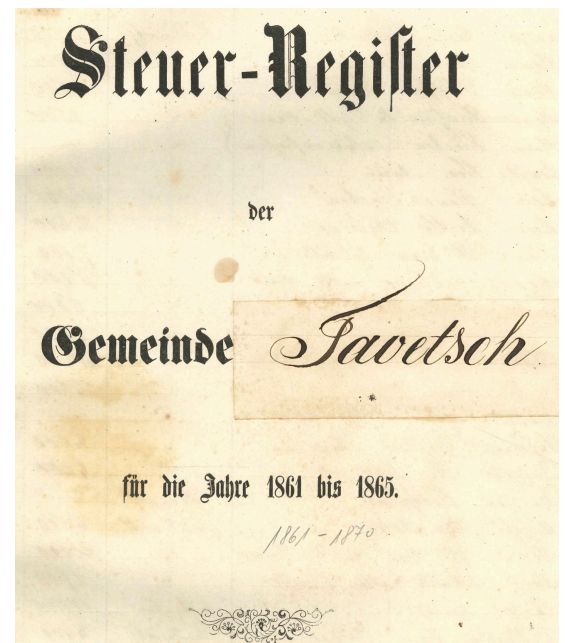 Steuer-Register
der
Gemeinde Tavetsch
für die Jahre 1861 bis 1865.
1861 - 1870